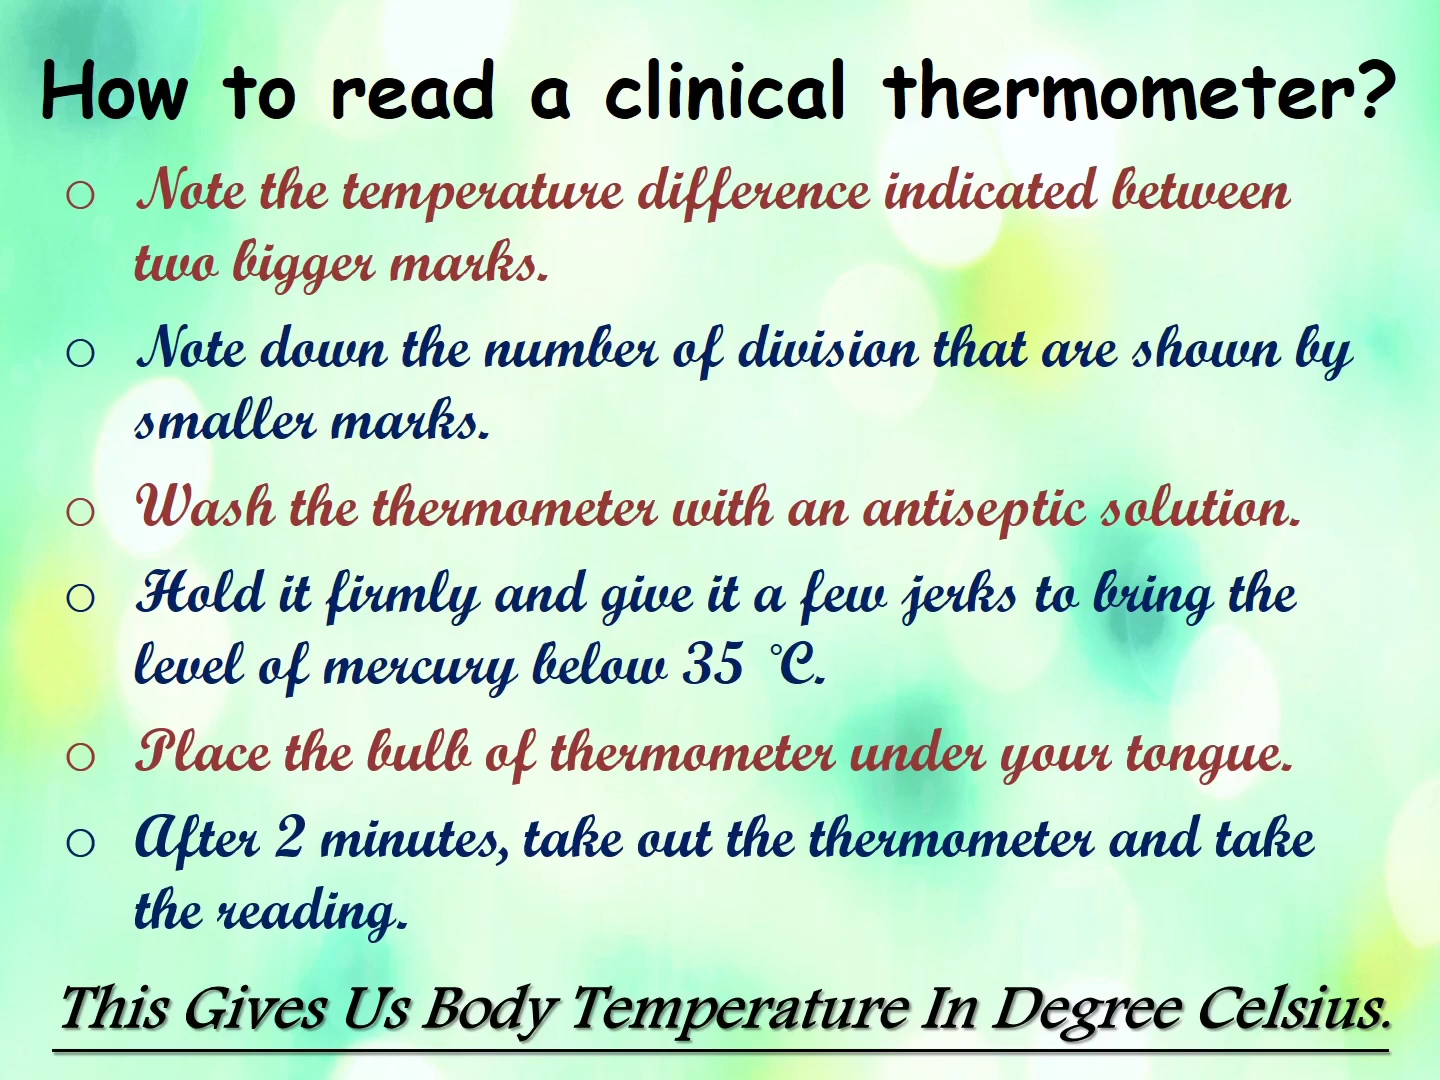 How to read a clinical thermometer?
o Note the temperature difference indicated between
two bigger marks.
o Note down the number of division that are shown by
smaller marks.
o Wash the thermometer with an antiseptic solution.
o Hold it firmly and give it a few jerks to bring the
level of mercury below 35 °C.
o Place the bulb of thermometer under your tongue.
o After 2 minutes, take out the thermometer and take
the reading.
This Gives Us Body Temperature In Degree Celsius.